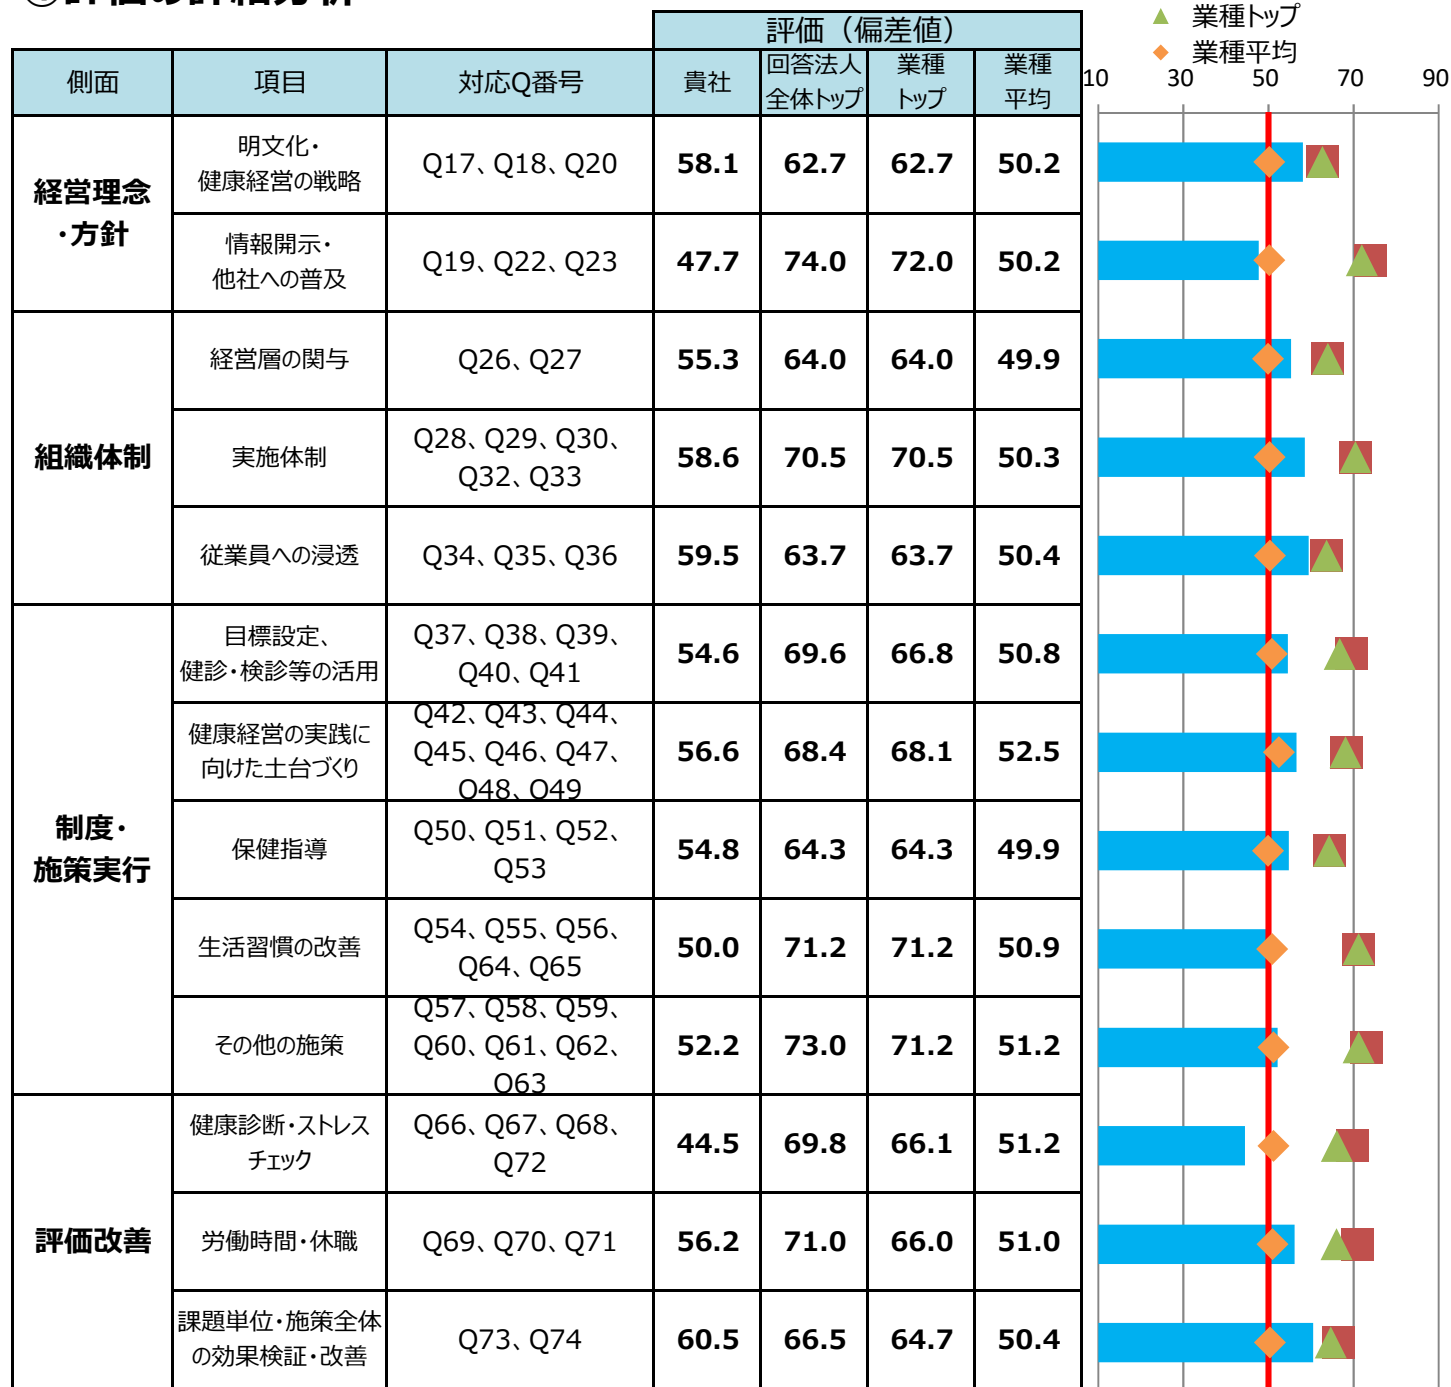 ▲ 業種トップ
◆ 業種平均
評価（偏差値）
側面 項目 対応Q番号 貴社 回答法人 業種 業種
全体トップ トップ 平均
10 30 50 70 90
経営理念
・方針
明文化・
健康経営の戦略
Q17、Q18、Q20 58.1 62.7 62.7 50.2
情報開示・
他社への普及
Q19、Q22、Q23 47.7 74.0 72.0 50.2
組織体制
経営層の関与 Q26、Q27 55.3 64.0 64.0 49.9
実施体制
Q28、Q29、Q30、
Q32、Q33
58.6 70.5 70.5 50.3
従業員への浸透 Q34、Q35、Q36 59.5 63.7 63.7 50.4
制度・
施策実行
目標設定、
健診・検診等の活用
Q37、Q38、Q39、
Q40、Q41
54.6 69.6 66.8 50.8
健康経営の実践に
向けた土台づくり
Q42、Q43、Q44、
Q45、Q46、Q47、
Q48、Q49
56.6 68.4 68.1 52.5
保健指導
Q50、Q51、Q52、
Q53
54.8 64.3 64.3 49.9
生活習慣の改善
Q54、Q55、Q56、
Q64、Q65
50.0 71.2 71.2 50.9
その他の施策
Q57、Q58、Q59、
Q60、Q61、Q62、
Q63
52.2 73.0 71.2 51.2
評価改善
健康診断・ストレス
チェック
Q66、Q67、Q68、
Q72
44.5 69.8 66.1 51.2
労働時間・休職 Q69、Q70、Q71 56.2 71.0 66.0 51.0
課題単位・施策全体
の効果検証・改善
Q73、Q74 60.5 66.5 64.7 50.4